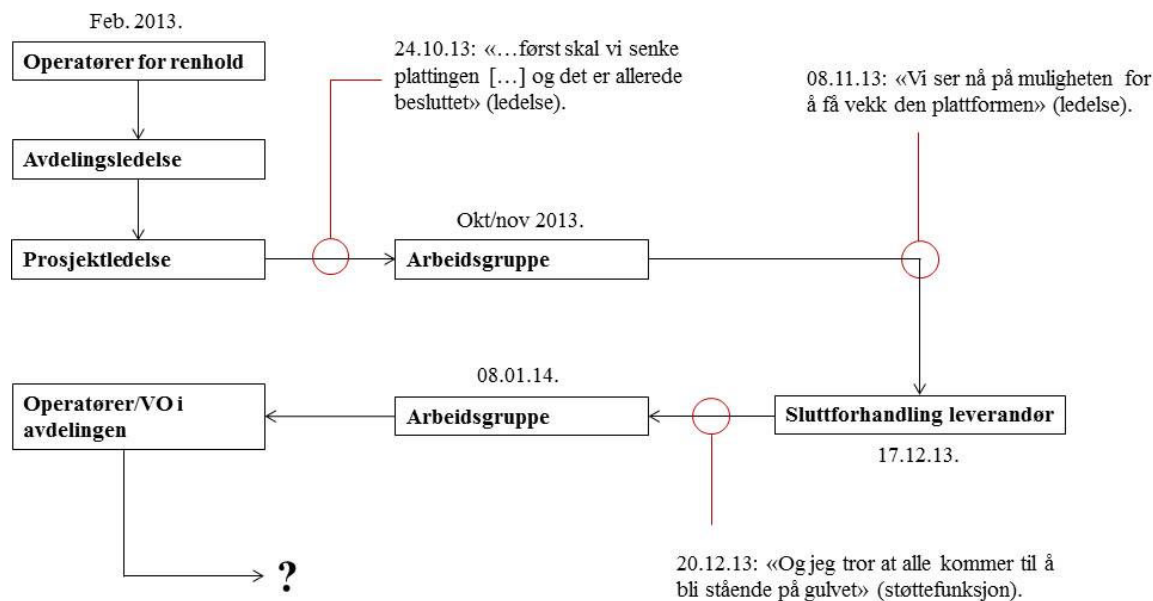 Feb. 2013.
Operatører for renhold
Avdelingsledelse
Prosjektledelse
24.10.13: «…først skal vi senke
plattingen […] og det er allerede
besluttet» (ledelse).
Okt/nov 2013.
Arbeidsgruppe
08.11.13: «Vi ser nå på muligheten for
å få vekk den plattformen» (ledelse).
Sluttforhandling leverandør
17.12.13.
20.12.13: «Og jeg tror at alle kommer til å
bli stående på gulvet» (støttefunksjon).
08.01.14.
Arbeidsgruppe
Operatører/VO i
avdelingen
?